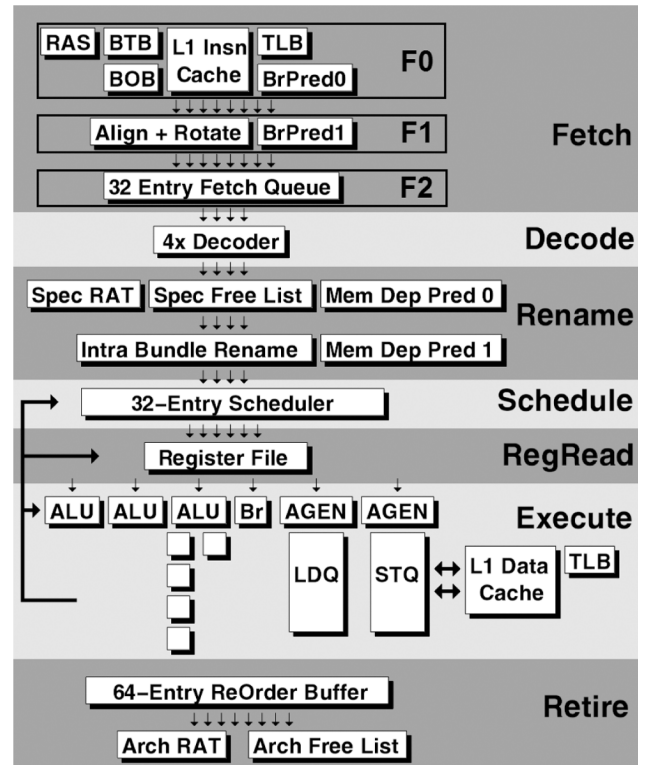 RAS BTB L1 Insn Cache TLB
BOB BrPred0 F0
Align + Rotate BrPred1 F1
Fetch
32 Entry Fetch Queue F2
4x Decoder Decode
Spec RAT Spec Free List Mem Dep Pred 0
Rename
Intra Bundle Rename Mem Dep Pred 1
32-Entry Scheduler Schedule
Register File RegRead
ALU ALU ALU Br AGEN AGEN Execute
LDQ STQ L1 Data Cache TLB
64-Entry ReOrder Buffer
Retire
Arch RAT Arch Free List